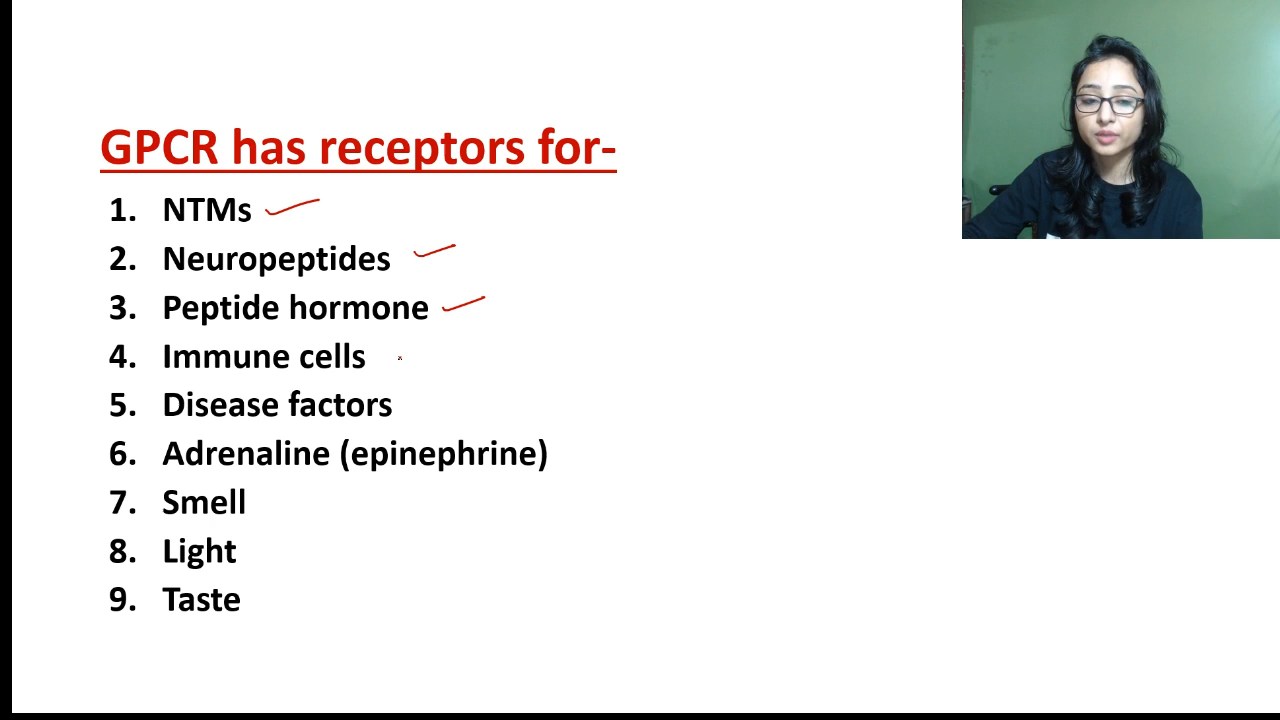 GPCR has receptors for-
1. NTMs
2. Neuropeptides
3. Peptide hormone
4. Immune cells
5. Disease factors
6. Adrenaline (epinephrine)
7. Smell
8. Light
9. Taste